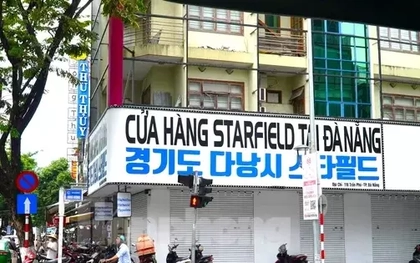 THU THỦY
CỬA HÀNG STARFIELD TẠI ĐÀ NẴNG
경기도 다낭시 스타필드